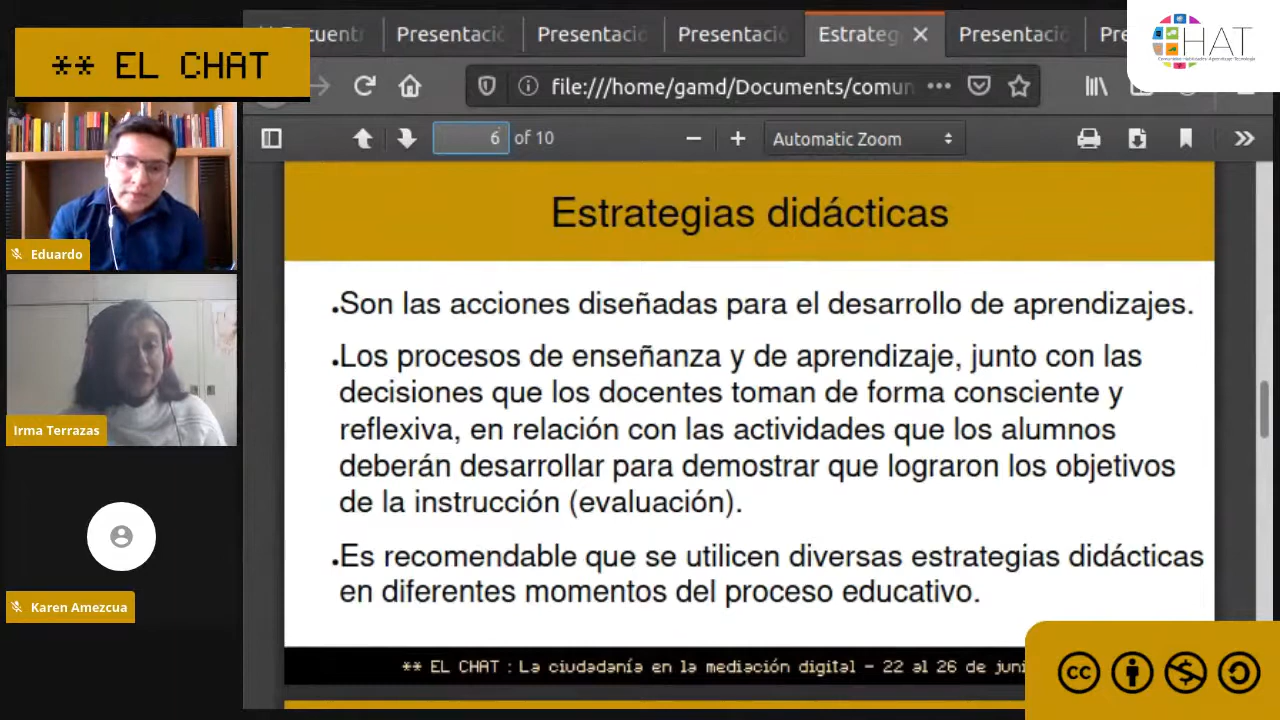 ** EL CHAT
Presentació
Presentació
Presentació
Estrateg
Presentació
Pre
CHAT
file:///home/gamd/Documents/comun
6 of 10
Automatic Zoom
Eduardo
Irma Terrazas
Karen Amezcua
Estrategias didácticas
•Son las acciones diseñadas para el desarrollo de aprendizajes.
•Los procesos de enseñanza y de aprendizaje, junto con las
decisiones que los docentes toman de forma consciente y
reflexiva, en relación con las actividades que los alumnos
deberán desarrollar para demostrar que lograron los objetivos
de la instrucción (evaluación).
•Es recomendable que se utilicen diversas estrategias didácticas
en diferentes momentos del proceso educativo.
** EL CHAT : La ciudadanía en la mediación digital – 22 al 26 de juni
cc